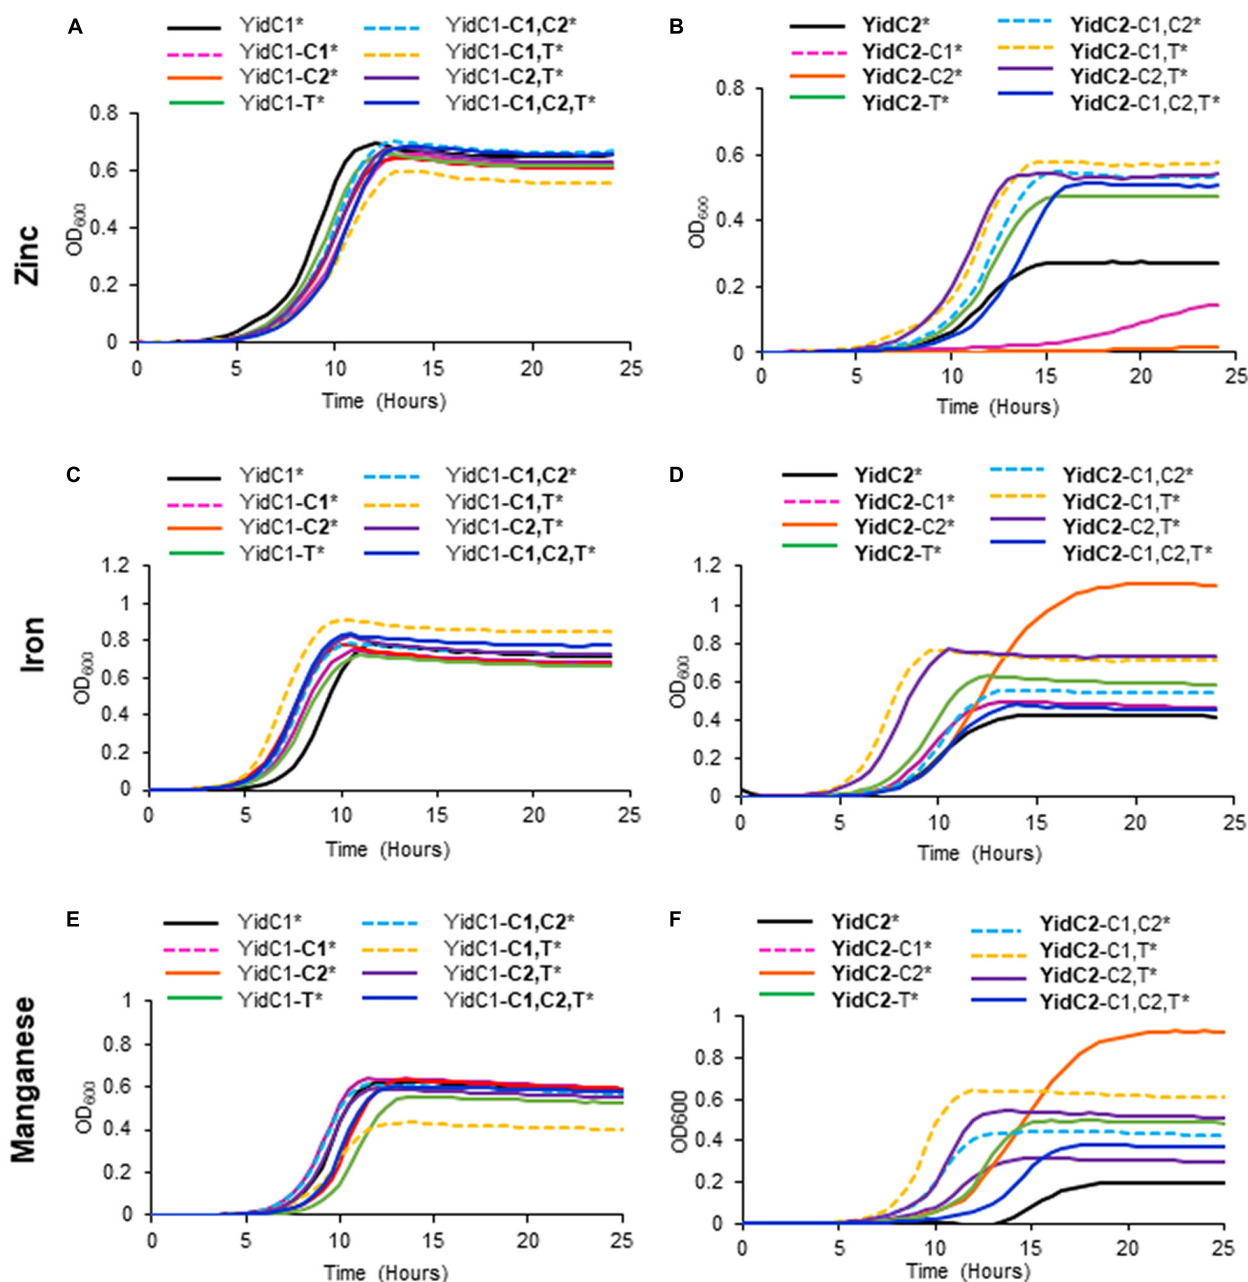 A
YidC1* YidC1-C1,C2*
YidC1-C1* YidC1-C1,T*
YidC1-C2* YidC1-C2,T*
YidC1-T* YidC1-C1,C2,T*
0.8
0.6
0.4
0.2
0
OD600
0 5 10 15 20 25
Time (Hours)
Zinc
B
YidC2* YidC2-C1,C2*
YidC2-C1* YidC2-C1,T*
YidC2-C2* YidC2-C2,T*
YidC2-T* YidC2-C1,C2,T*
0.8
0.6
0.4
0.2
0
OD600
0 5 10 15 20 25
Time (Hours)
C
YidC1* YidC1-C1,C2*
YidC1-C1* YidC1-C1,T*
YidC1-C2* YidC1-C2,T*
YidC1-T* YidC1-C1,C2,T*
1.2
1
0.8
0.6
0.4
0.2
0
OD600
0 5 10 15 20 25
Time (Hours)
Iron
D
YidC2* YidC2-C1,C2*
YidC2-C1* YidC2-C1,T*
YidC2-C2* YidC2-C2,T*
YidC2-T* YidC2-C1,C2,T*
1.2
1
0.8
0.6
0.4
0.2
0
OD600
0 5 10 15 20 25
Time (Hours)
E
YidC1* YidC1-C1,C2*
YidC1-C1* YidC1-C1,T*
YidC1-C2* YidC1-C2,T*
YidC1-T* YidC1-C1,C2,T*
1
0.8
0.6
0.4
0.2
0
OD600
0 5 10 15 20 25
Time (Hours)
Manganese
F
YidC2* YidC2-C1,C2*
YidC2-C1* YidC2-C1,T*
YidC2-C2* YidC2-C2,T*
YidC2-T* YidC2-C1,C2,T*
1
0.8
0.6
0.4
0.2
0
OD600
0 5 10 15 20 25
Time (Hours)